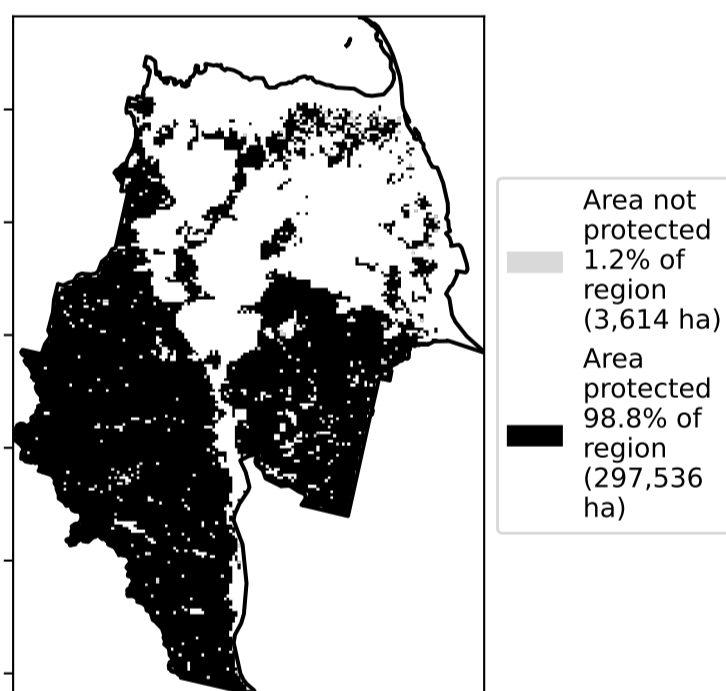 Area not
protected
1.2% of
region
(3,614 ha)
Area
protected
98.8% of
region
(297,536
ha)